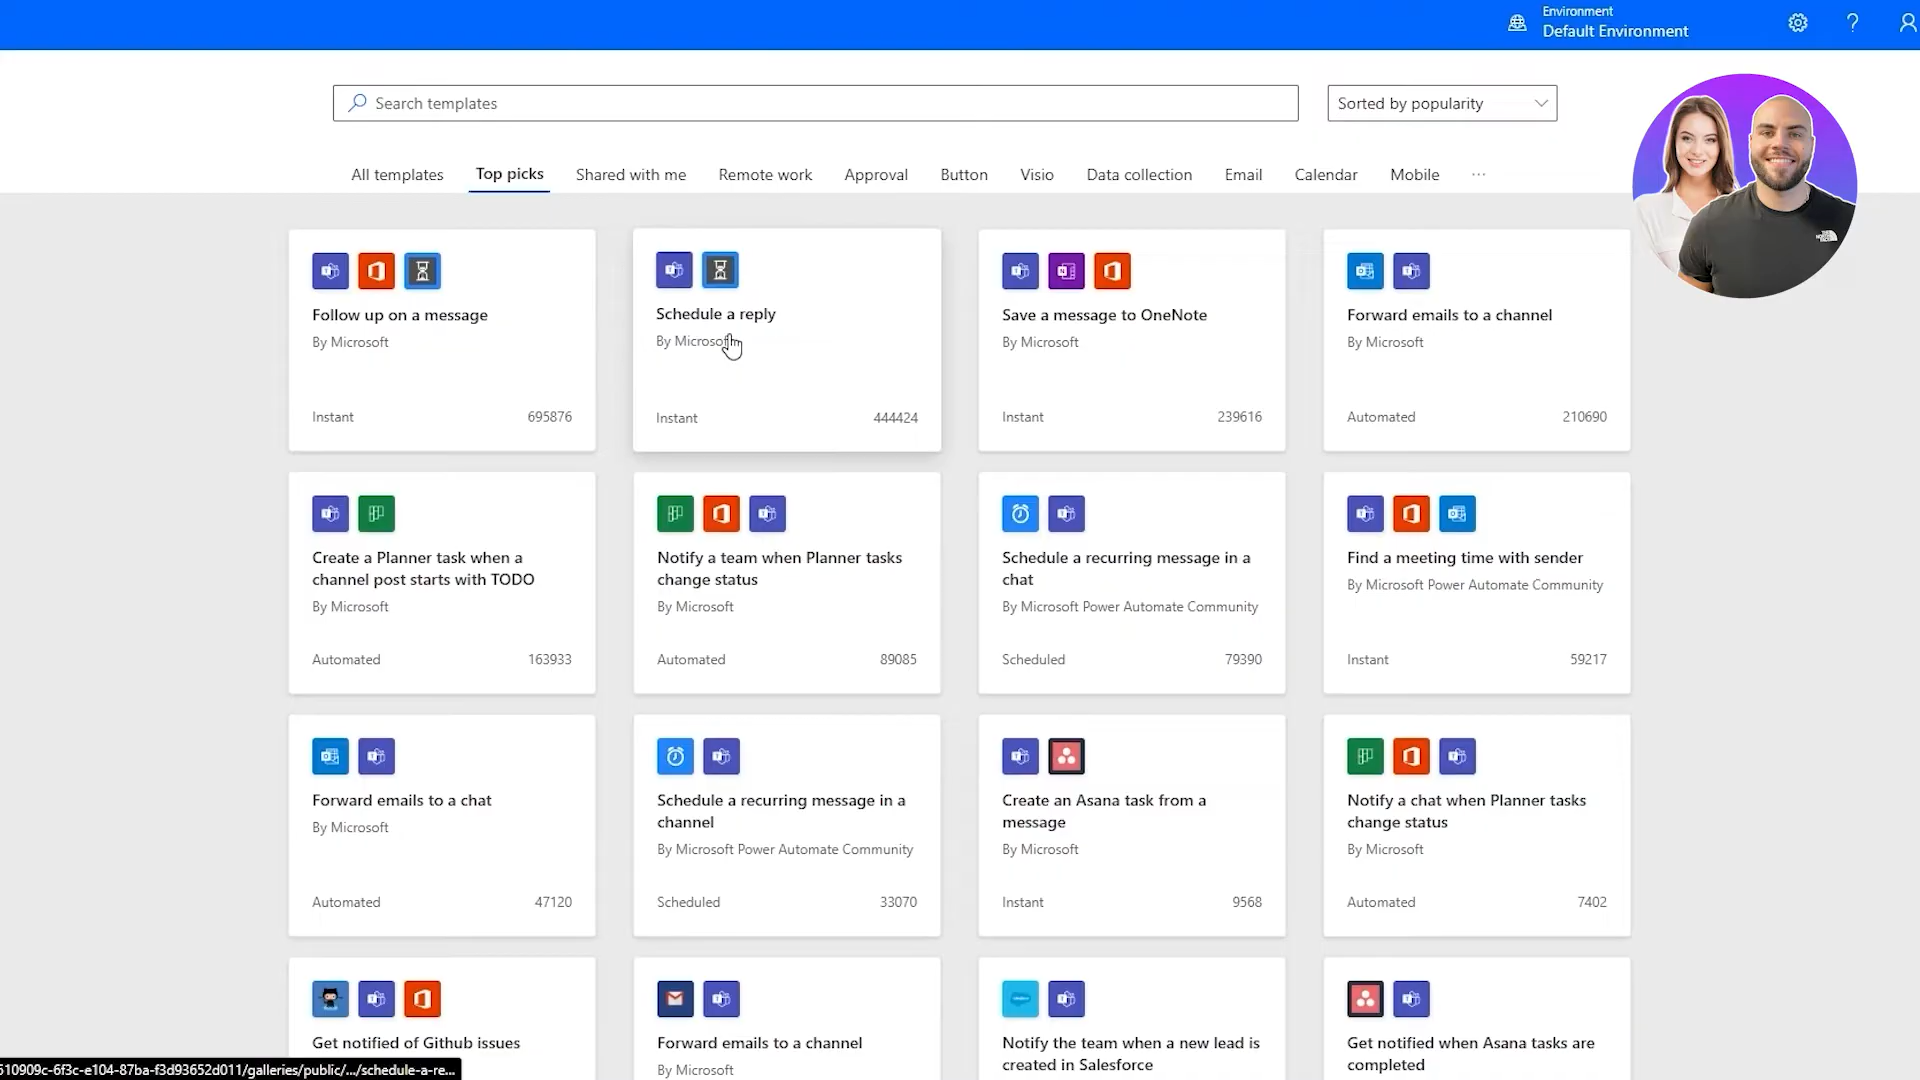 Environment
Default Environment
Search templates
Sorted by popularity
All templates
Top picks
Shared with me
Remote work
Approval
Button
Visio
Data collection
Email
Calendar
Mobile
Follow up on a message
By Microsoft
Instant 695876
Schedule a reply
By Microsoft
Instant 444424
Save a message to OneNote
By Microsoft
Instant 239616
Forward emails to a channel
By Microsoft
Automated 210690
Create a Planner task when a
channel post starts with TODO
By Microsoft
Automated 163933
Notify a team when Planner tasks
change status
By Microsoft
Automated 89085
Schedule a recurring message in a
chat
By Microsoft Power Automate Community
Scheduled 79390
Find a meeting time with sender
By Microsoft Power Automate Community
Instant 59217
Forward emails to a chat
By Microsoft
Automated 47120
Schedule a recurring message in a
channel
By Microsoft Power Automate Community
Scheduled 33070
Create an Asana task from a
message
By Microsoft
Instant 9568
Notify a chat when Planner tasks
change status
By Microsoft
Automated 7402
Get notified of Github issues
Forward emails to a channel
By Microsoft
Notify the team when a new lead is
created in Salesforce
Get notified when Asana tasks are
completed
510909c-6f3c-e104-87ba-f3d93652d011/galleries/public/.../schedule-a-re...